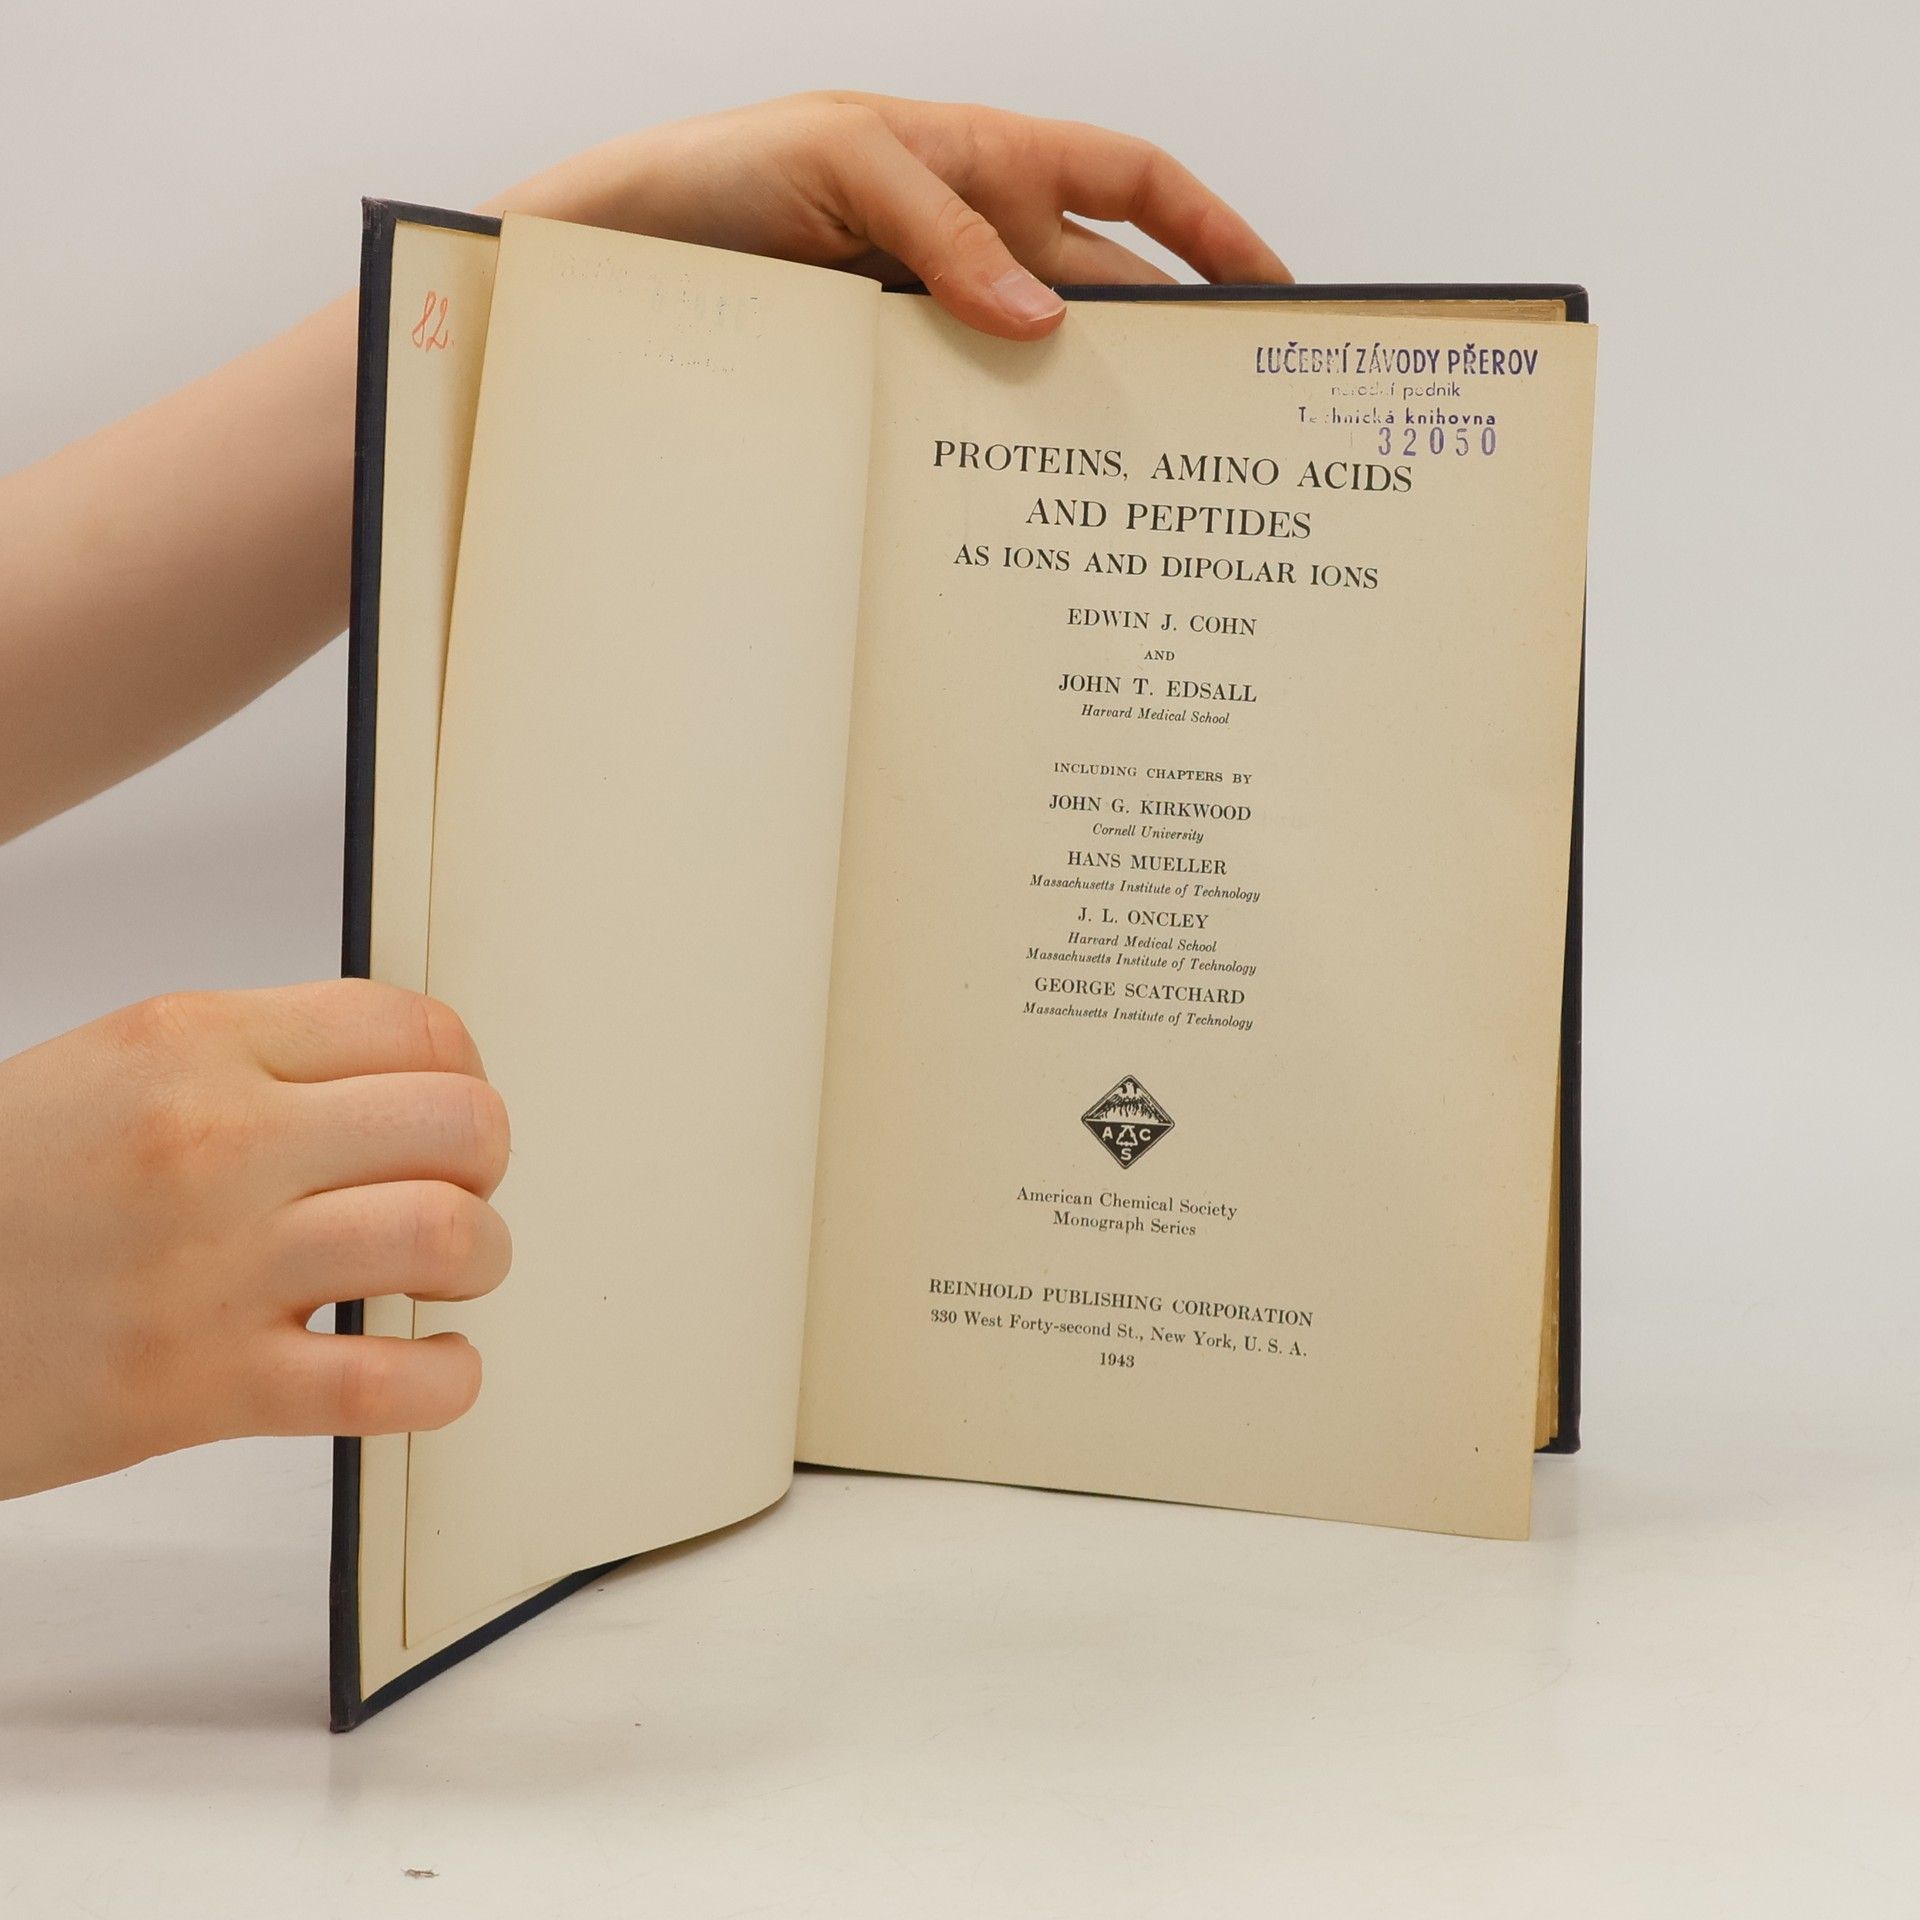 82.
LUČEBNÍ ZÁVODY PŘEROV
národní podnik
Technická knihovna
32050
PROTEINS, AMINO ACIDS
AND PEPTIDES
AS IONS AND DIPOLAR IONS
EDWIN J. COHN
AND
JOHN T. EDSALL
Harvard Medical School
INCLUDING CHAPTERS BY
JOHN G. KIRKWOOD
Cornell University
HANS MUELLER
Massachusetts Institute of Technology
J. L. ONCLEY
Harvard Medical School
Massachusetts Institute of Technology
GEORGE SCATCHARD
Massachusetts Institute of Technology
A C
S
American Chemical Society
Monograph Series
REINHOLD PUBLISHING CORPORATION
330 West Forty-second St., New York, U. S. A.
1943